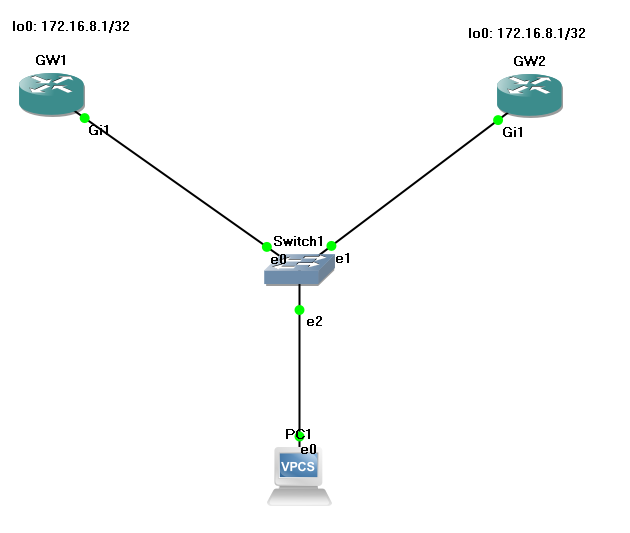 lo0: 172.16.8.1/32
lo0: 172.16.8.1/32
GW1
GW2
Gi1
Gi1
Switch1
e0
e1
e2
PC1
e0
VPCS